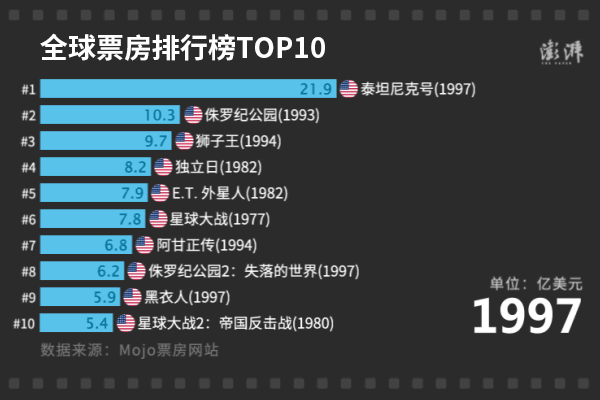 全球票房排行榜TOP10
澎湃
THE PAPER
#1 21.9 泰坦尼克号(1997)
#2 10.3 侏罗纪公园(1993)
#3 9.7 狮子王(1994)
#4 8.2 独立日(1982)
#5 7.9 E.T. 外星人(1982)
#6 7.8 星球大战(1977)
#7 6.8 阿甘正传(1994)
#8 6.2 侏罗纪公园2：失落的世界(1997)
#9 5.9 黑衣人(1997)
#10 5.4 星球大战2：帝国反击战(1980)
单位：亿美元
1997
数据来源：Mojo票房网站